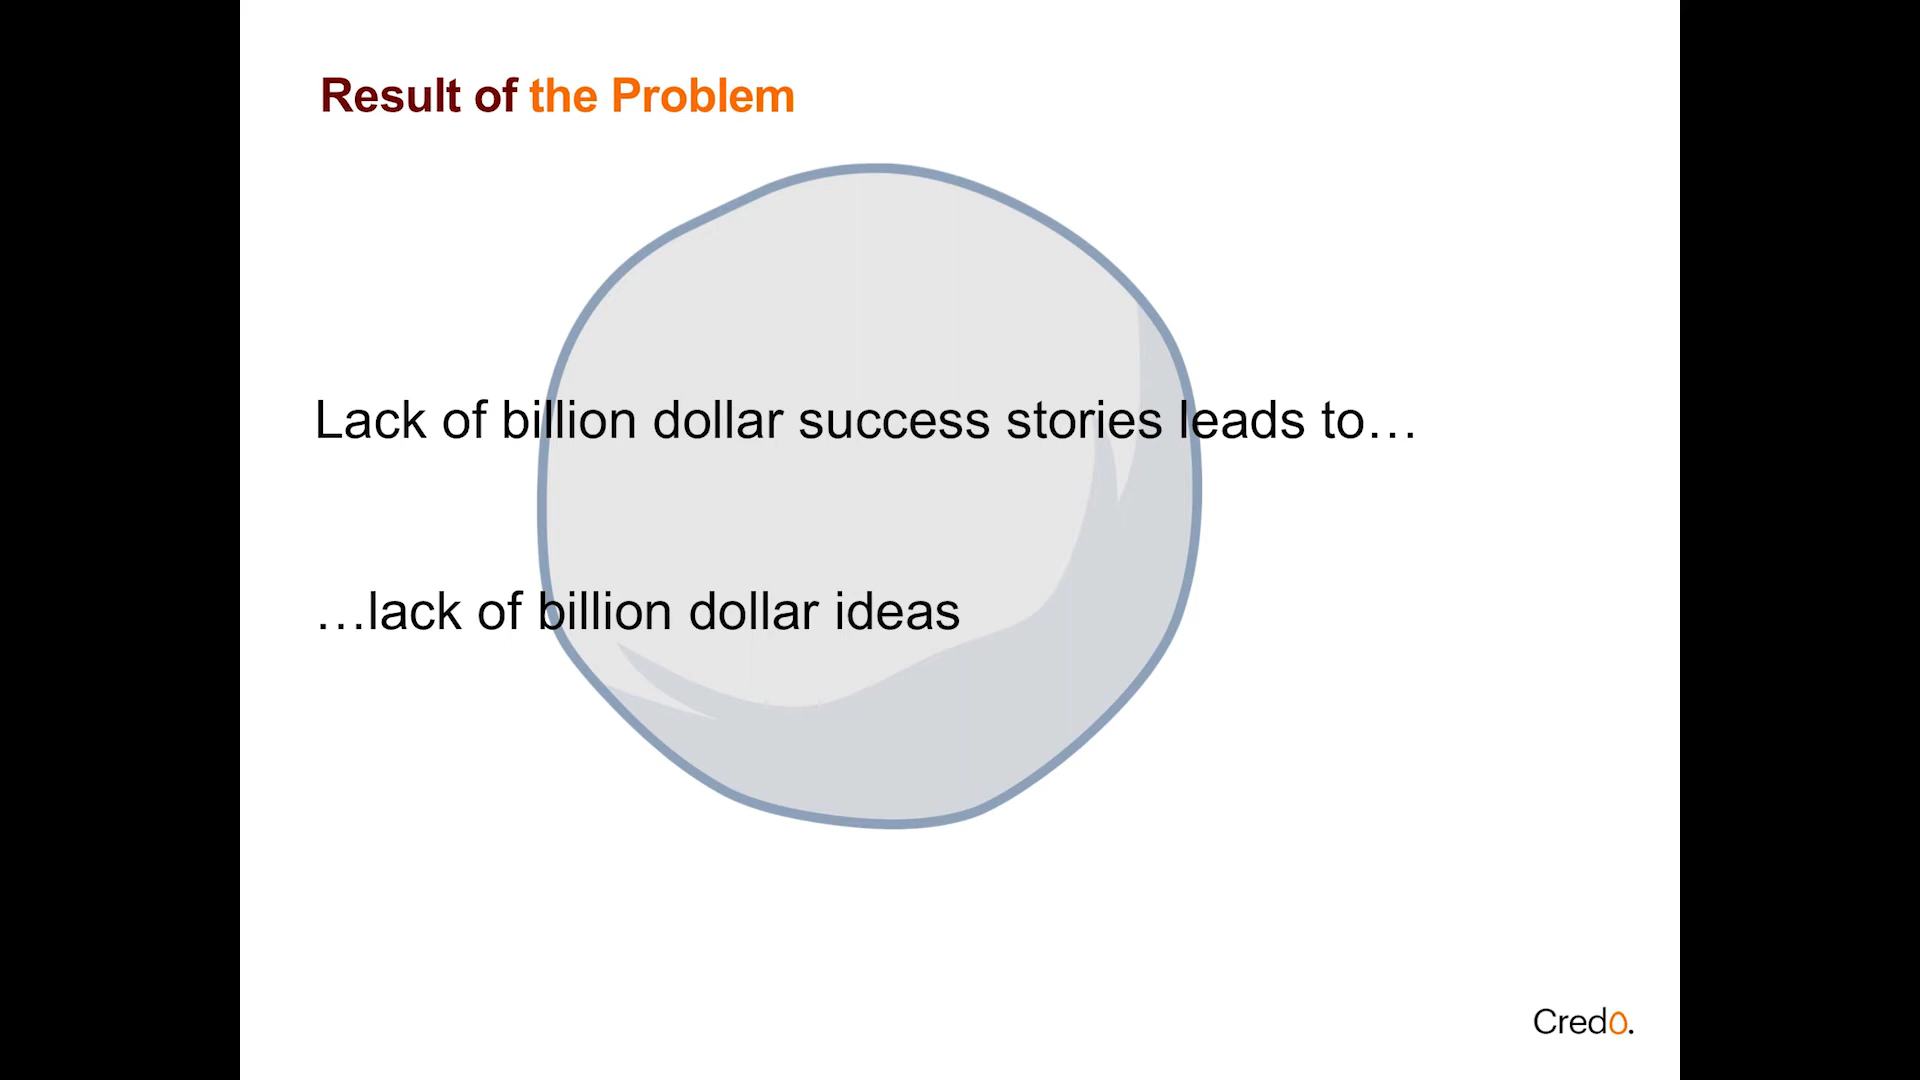 Result of the Problem
Lack of billion dollar success stories leads to…
…lack of billion dollar ideas
Credo.